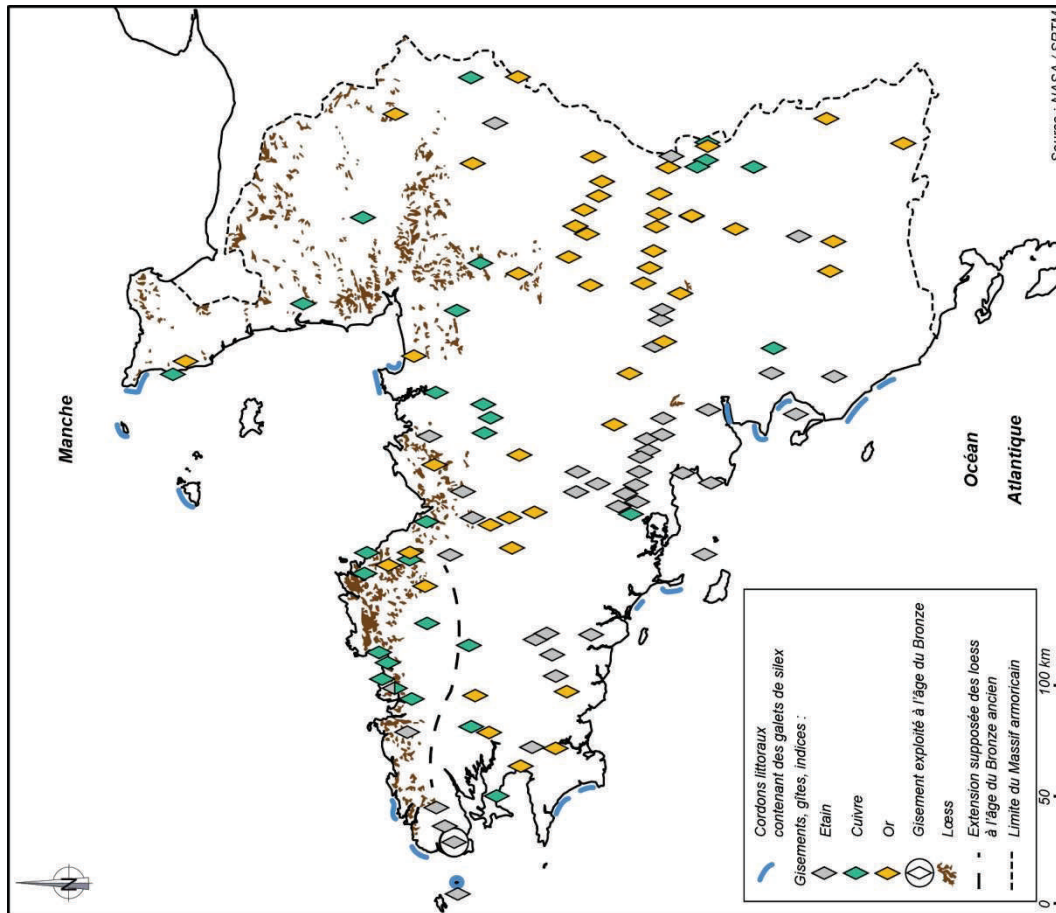 Manche
N
Océan
Atlantique
Cordons littoraux
contenant des galets de silex
Gisements, gîtes, indices :
Etain
Cuivre
Or
Gisement exploité à l'âge du Bronze
Lœss
Extension supposée des loess
à l'âge du Bronze ancien
Limite du Massif armoricain
0
50
100 km
Source : NASA / SRTM